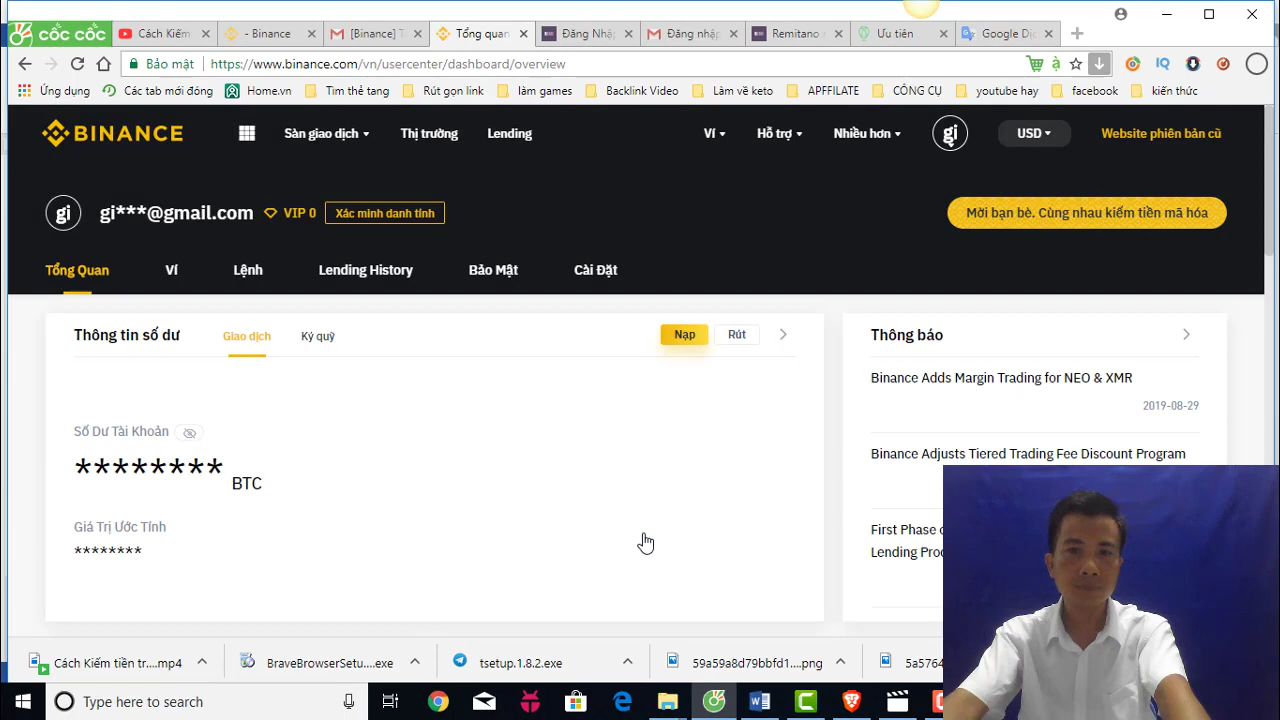 cốc cốc
Cách Kiếm
- Binance
[Binance] T
Tổng quan
Đăng Nhập
Đăng nhập
Remitano
Ưu tiên
Google Dịc
Bảo mật
https://www.binance.com/vn/usercenter/dashboard/overview
à
IQ
Ứng dụng
Các tab mới đóng
Home.vn
Tìm thẻ tang
Rút gọn link
làm games
Backlink Video
Làm về keto
APFFILATE
CÔNG CỤ
youtube hay
facebook
kiến thức
BINANCE
Sàn giao dịch
Thị trường
Lending
Ví
Hỗ trợ
Nhiều hơn
gi
USD
Website phiên bản cũ
gi
gi***@gmail.com
VIP 0
Xác minh danh tính
Mời bạn bè. Cùng nhau kiếm tiền mã hóa
Tổng Quan
Ví
Lệnh
Lending History
Bảo Mật
Cài Đặt
Thông tin số dư
Giao dịch
Ký quỹ
Nạp
Rút
Thông báo
Binance Adds Margin Trading for NEO & XMR
2019-08-29
Số Dư Tài Khoản
********
BTC
Binance Adjusts Tiered Trading Fee Discount Program
Giá Trị Ước Tính
********
First Phase
Lending
Cách Kiếm tiền tr....mp4
BraveBrowserSetu....exe
tsetup.1.8.2.exe
59a59aed79bbfd1....png
5a5764
Type here to search